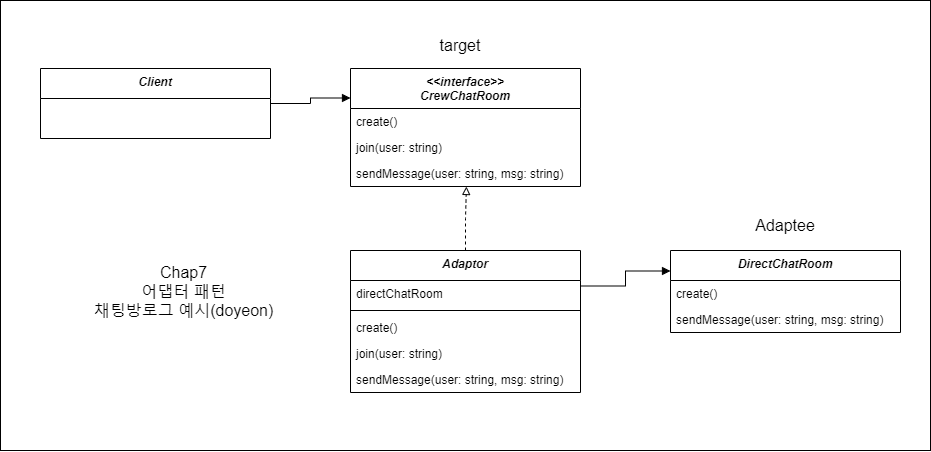 target
Client
<<interface>>
CrewChatRoom
create()
join(user: string)
sendMessage(user: string, msg: string)
Adaptee
Adaptor
directChatRoom
create()
join(user: string)
sendMessage(user: string, msg: string)
DirectChatRoom
create()
sendMessage(user: string, msg: string)
Chap7
어댑터 패턴
채팅방로그 예시(doyeon)